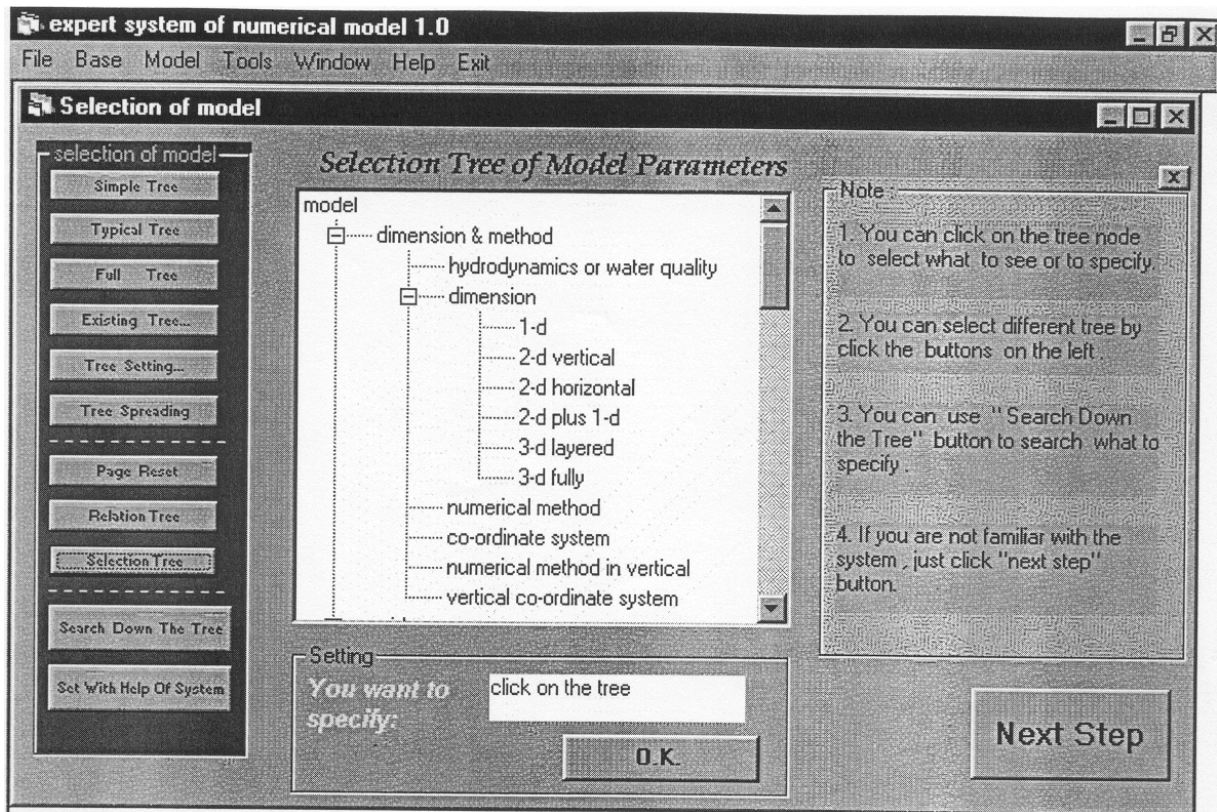 expert system of numerical model 1.0
File Base Model Tools Window Help Exit
Selection of model
selection of model
Simple Tree
Typical Tree
Full Tree
Existing Tree...
Tree Setting...
Tree Spreading
Page Reset
Relation Tree
Selection Tree
Search Down The Tree
Set With Help Of System
Selection Tree of Model Parameters
model
dimension & method
hydrodynamics or water quality
dimension
1-d
2-d vertical
2-d horizontal
2-d plus 1-d
3-d layered
3-d fully
numerical method
co-ordinate system
numerical method in vertical
vertical co-ordinate system
Setting
You want to
specify:
click on the tree
O.K.
Note :
1. You can click on the tree node
to select what to see or to specify.
2. You can select different tree by
click the buttons on the left .
3. You can use " Search Down
the Tree" button to search what to
specify .
4. If you are not familiar with the
system , just click "next step"
button.
Next Step